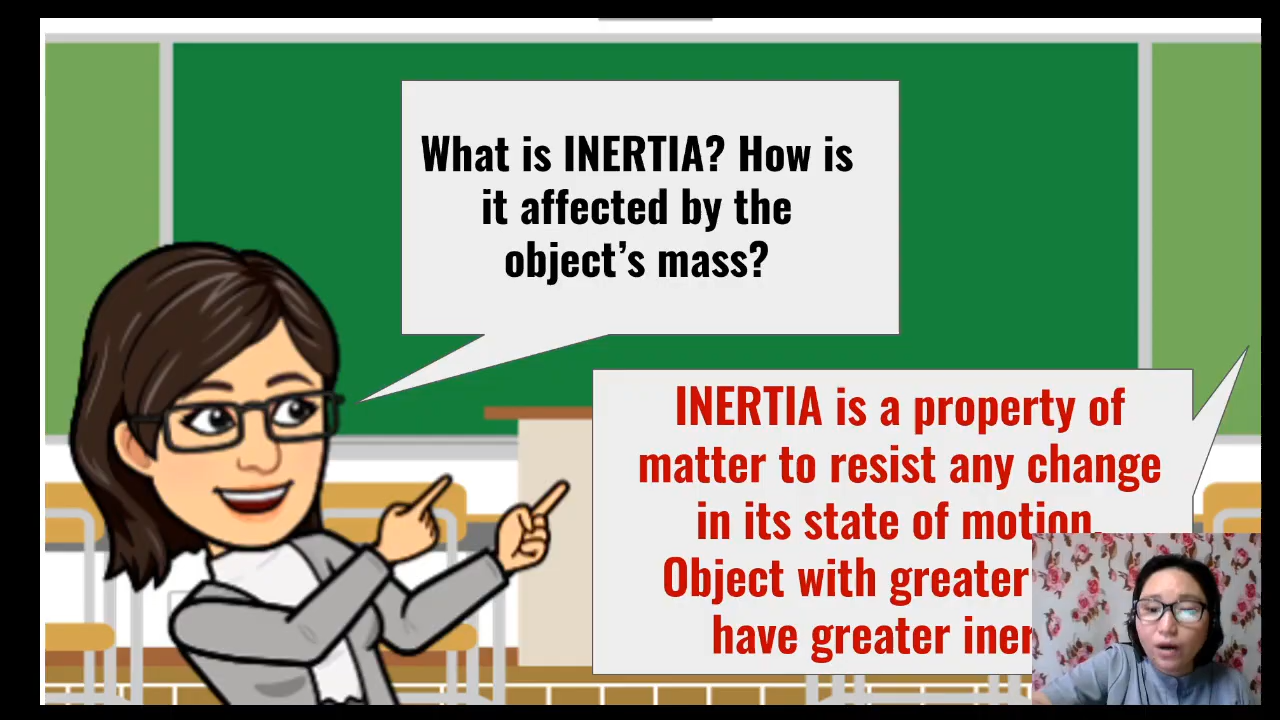 What is INERTIA? How is
it affected by the
object’s mass?
INERTIA is a property of
matter to resist any change
in its state of motion
Object with greater
have greater